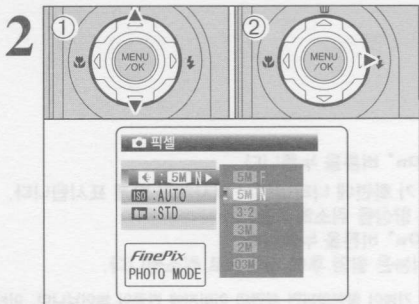 2
① ②
MENU
/OK
MENU
/OK
픽셀
: 5M N
ISO :AUTO
:STD
5M F
5M N
3:2
3M
2M
03M
FinePix
PHOTO MODE